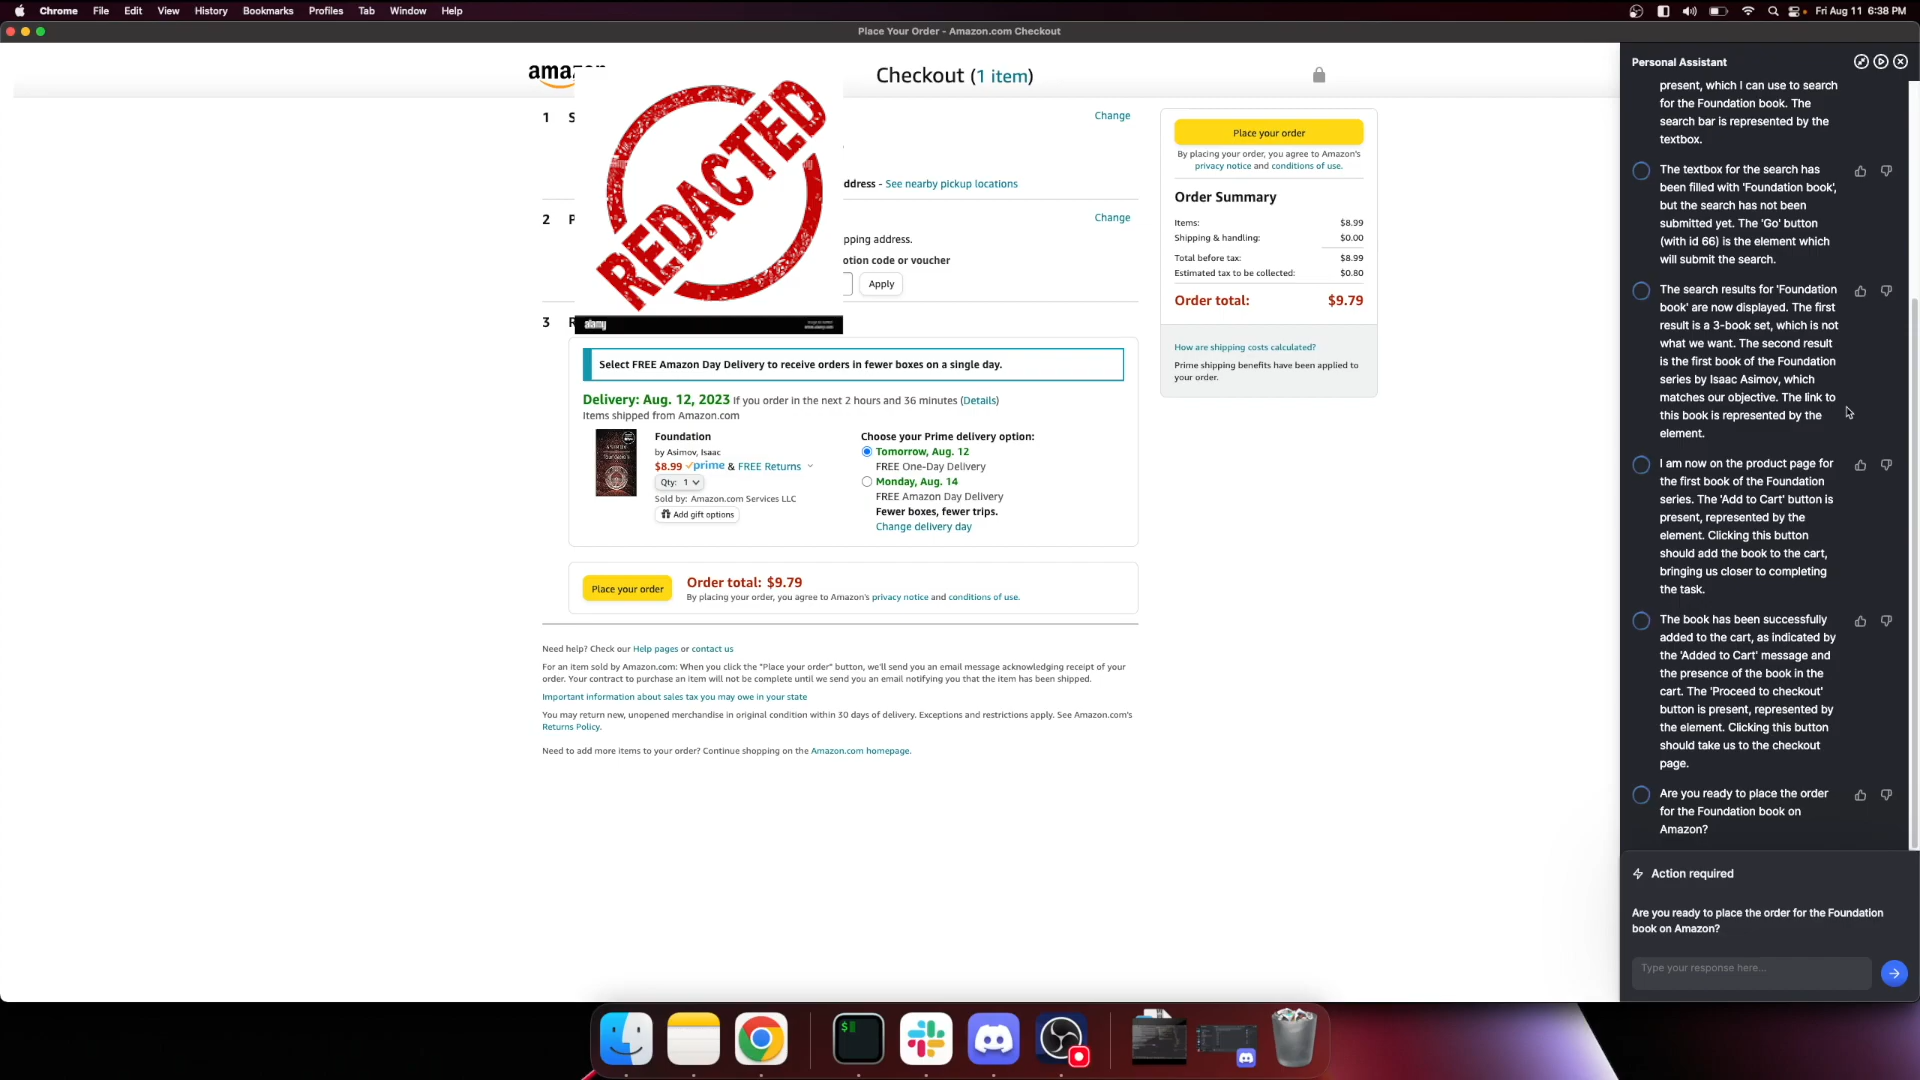 Chrome File Edit View History Bookmarks Profiles Tab Window Help
Fri Aug 11 6:38 PM
Place Your Order - Amazon.com Checkout
Checkout (1 item)
1 S
Change
ddress - See nearby pickup locations
2 P
Change
pping address.
otion code or voucher
Apply
3 R
REDACTED
alamy
Select FREE Amazon Day Delivery to receive orders in fewer boxes on a single day.
Delivery: Aug. 12, 2023 If you order in the next 2 hours and 36 minutes (Details)
Items shipped from Amazon.com
Foundation
by Asimov, Isaac
$8.99 prime & FREE Returns
Qty: 1
Sold by: Amazon.com Services LLC
Add gift options
Choose your Prime delivery option:
Tomorrow, Aug. 12
FREE One-Day Delivery
Monday, Aug. 14
FREE Amazon Day Delivery
Fewer boxes, fewer trips.
Change delivery day
Place your order
Order total: $9.79
By placing your order, you agree to Amazon's privacy notice and conditions of use.
Need help? Check our Help pages or contact us
For an item sold by Amazon.com: When you click the "Place your order" button, we'll send you an email message acknowledging receipt of your
order. Your contract to purchase an item will not be complete until we send you an email notifying you that the item has been shipped.
Important information about sales tax you may owe in your state
You may return new, unopened merchandise in original condition within 30 days of delivery. Exceptions and restrictions apply. See Amazon.com's
Returns Policy.
Need to add more items to your order? Continue shopping on the Amazon.com homepage.
Place your order
By placing your order, you agree to Amazon's
privacy notice and conditions of use.
Order Summary
Items: $8.99
Shipping & handling: $0.00
Total before tax: $8.99
Estimated tax to be collected: $0.80
Order total: $9.79
How are shipping costs calculated?
Prime shipping benefits have been applied to
your order.
Personal Assistant
present, which I can use to search
for the Foundation book. The
search bar is represented by the
textbox.
The textbox for the search has
been filled with 'Foundation book',
but the search has not been
submitted yet. The 'Go' button
(with id 66) is the element which
will submit the search.
The search results for 'Foundation
book' are now displayed. The first
result is a 3-book set, which is not
what we want. The second result
is the first book of the Foundation
series by Isaac Asimov, which
matches our objective. The link to
this book is represented by the
element.
I am now on the product page for
the first book of the Foundation
series. The 'Add to Cart' button is
present, represented by the
element. Clicking this button
should add the book to the cart,
bringing us closer to completing
the task.
The book has been successfully
added to the cart, as indicated by
the 'Added to Cart' message and
the presence of the book in the
cart. The 'Proceed to checkout'
button is present, represented by
the element. Clicking this button
should take us to the checkout
page.
Are you ready to place the order
for the Foundation book on
Amazon?
Action required
Are you ready to place the order for the Foundation
book on Amazon?
Type your response here...